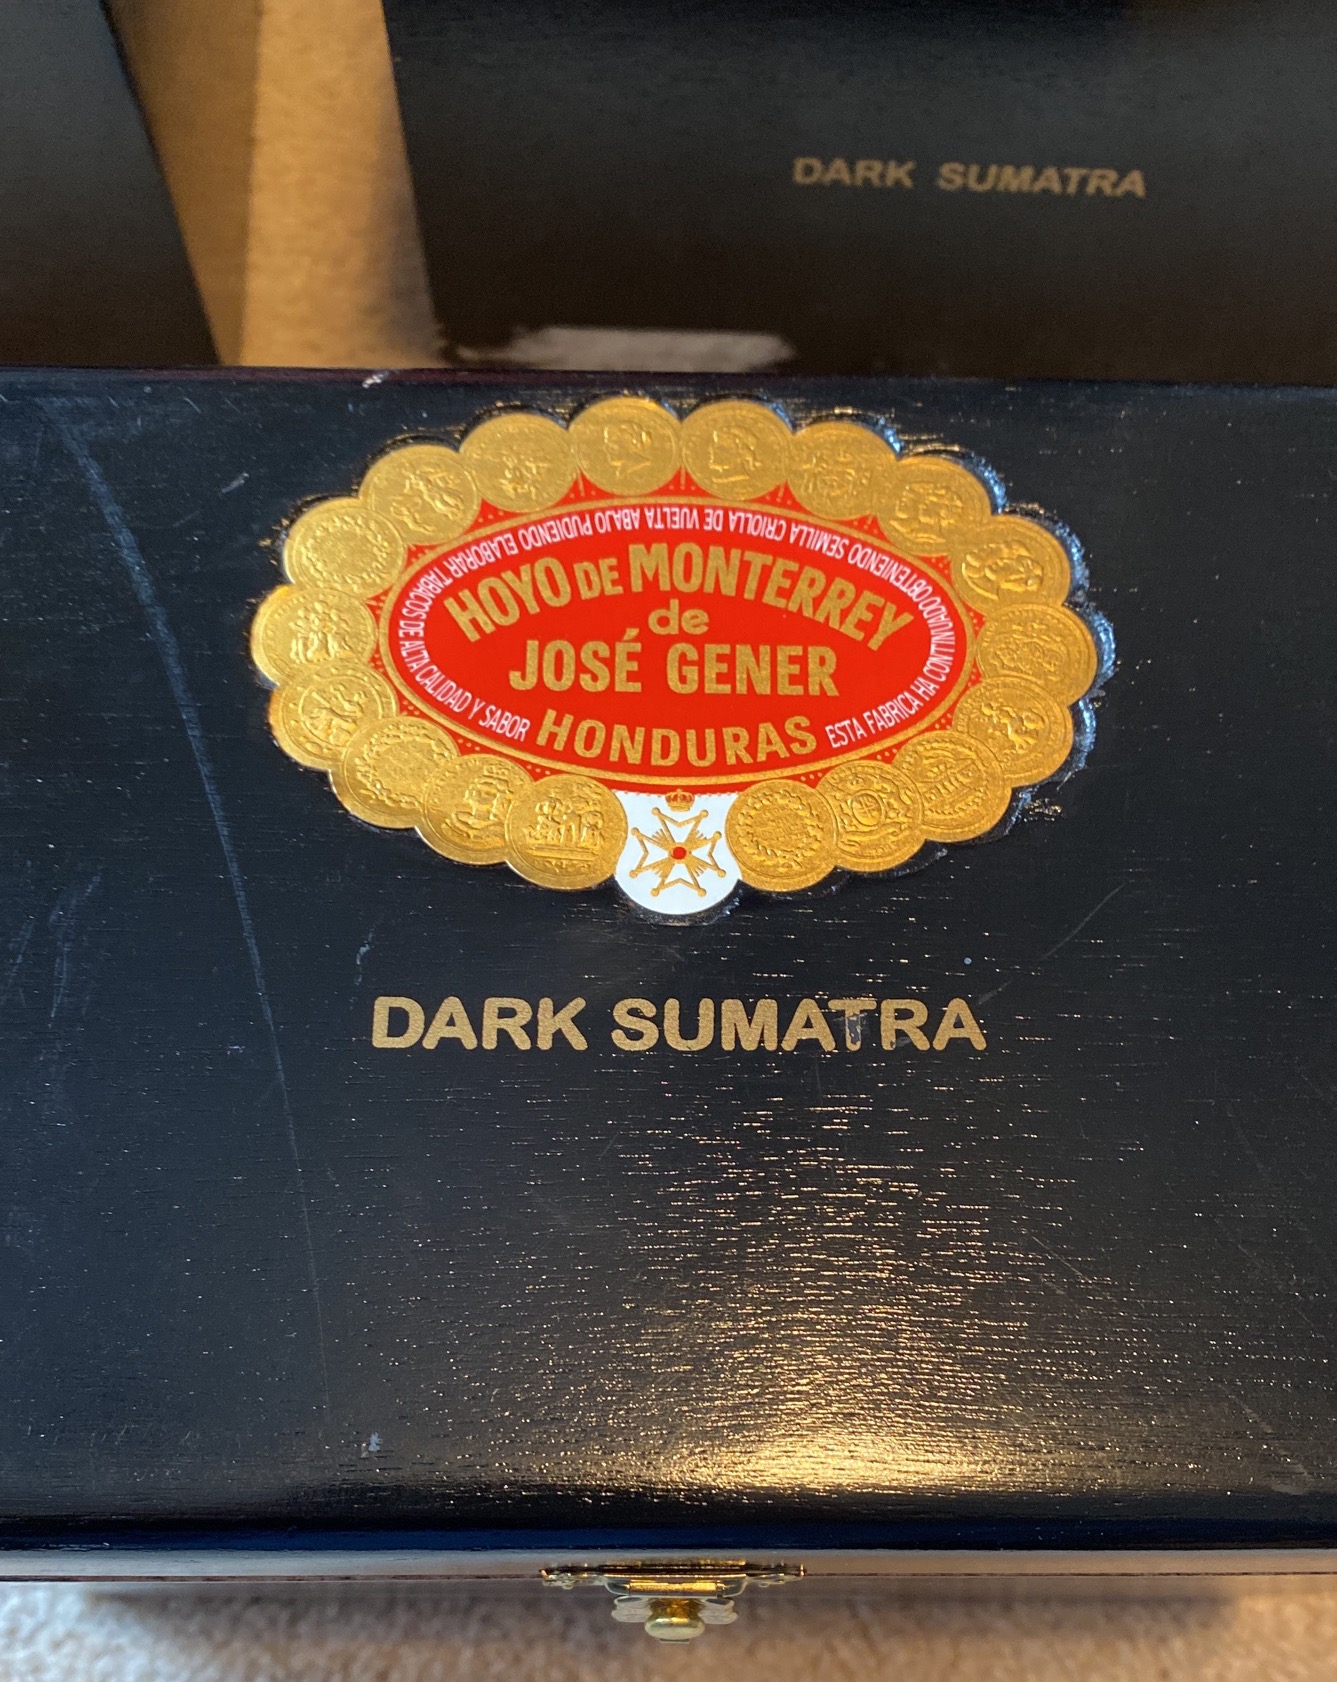 DARK SUMATRA
HOYO DE MONTERREY
de
JOSÉ GENER
HONDURAS
ESTA FABRICA HA CONTINUADO OBTENIENDO SEMILLA CRIOLLA DE VUELTA ABAJO PUDIENDO ELABORAR TABACOS DE ALTA CALIDAD Y SABOR
DARK SUMATRA